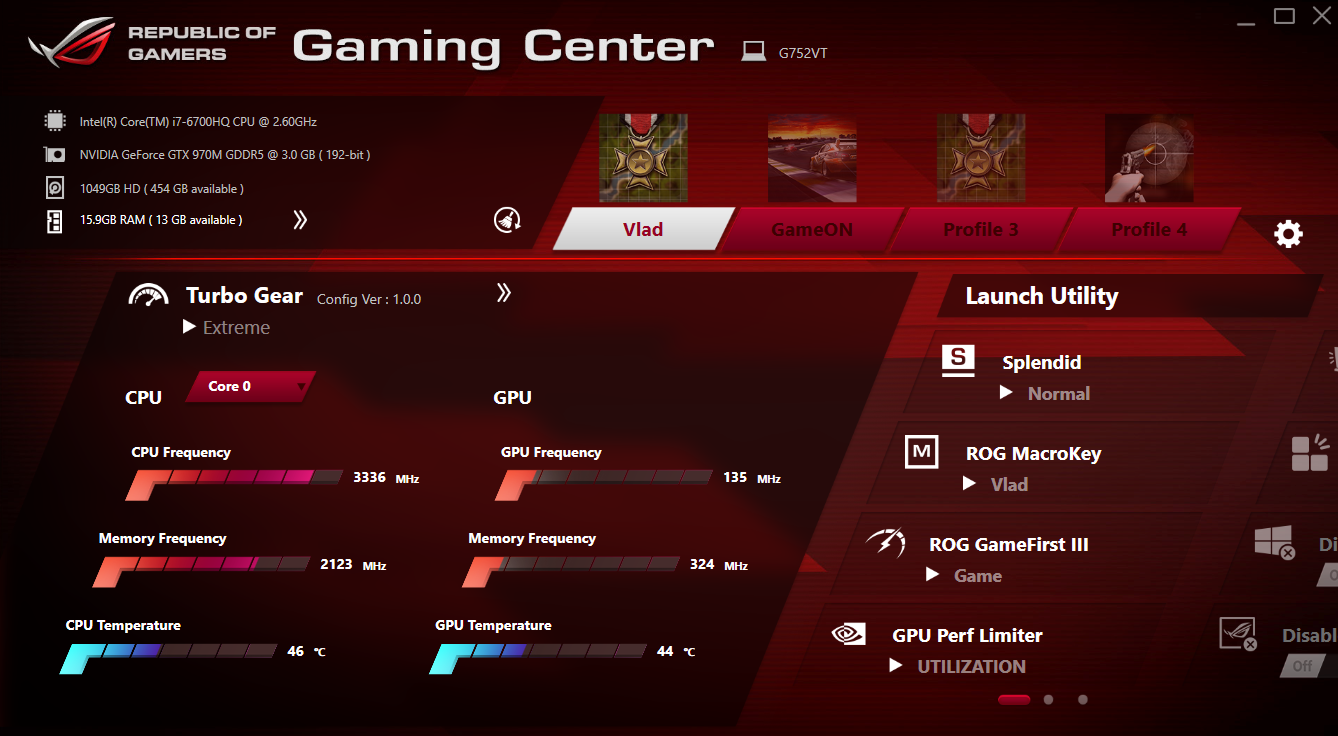 REPUBLIC OF
GAMERS
Gaming Center
G752VT
Intel(R) Core(TM) i7-6700HQ CPU @ 2.60GHz
NVIDIA GeForce GTX 970M GDDR5 @ 3.0 GB ( 192-bit )
1049GB HD ( 454 GB available )
15.9GB RAM ( 13 GB available )
Vlad
GameON
Profile 3
Profile 4
Turbo Gear Config Ver : 1.0.0
Extreme
CPU
Core 0
CPU Frequency
3336 MHz
Memory Frequency
2123 MHz
CPU Temperature
46 °C
GPU
GPU Frequency
135 MHz
Memory Frequency
324 MHz
GPU Temperature
44 °C
Launch Utility
S
Splendid
Normal
M
ROG MacroKey
Vlad
ROG GameFirst III
Game
GPU Perf Limiter
UTILIZATION
Off